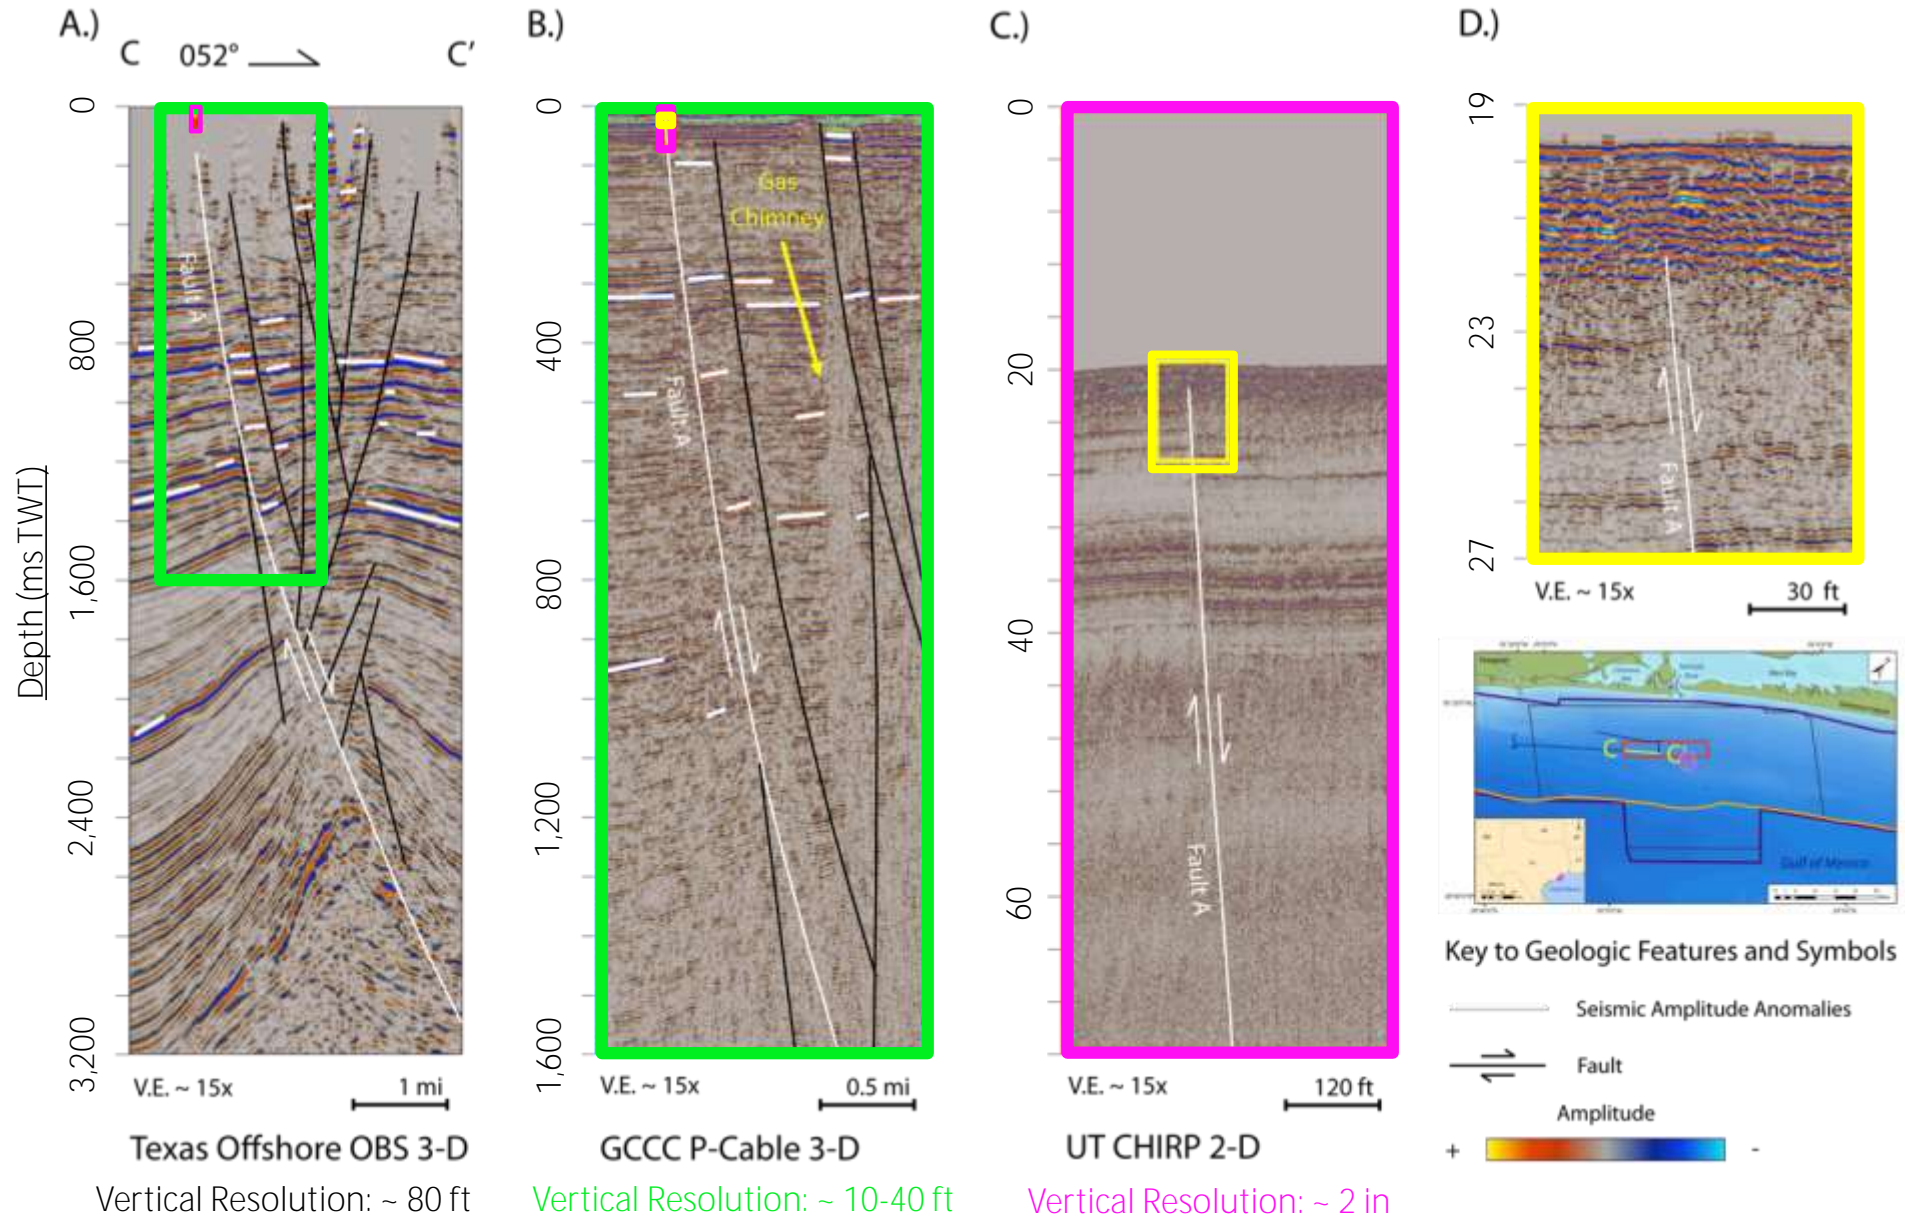 A.)
B.)
C.)
D.)
C
052°
C'
Depth (ms TWT)
0
800
1,600
2,400
3,200
Fault A
V.E. ~ 15x
1 mi
Texas Offshore OBS 3-D
Vertical Resolution: ~ 80 ft
0
400
800
1,200
1,600
Gas
Chimney
Fault A
V.E. ~ 15x
0.5 mi
GCCC P-Cable 3-D
Vertical Resolution: ~ 10-40 ft
0
20
40
60
Fault A
V.E. ~ 15x
120 ft
UT CHIRP 2-D
Vertical Resolution: ~ 2 in
19
23
27
Fault A
V.E. ~ 15x
30 ft
C
C'
Gulf of Mexico
Key to Geologic Features and Symbols
Seismic Amplitude Anomalies
Fault
Amplitude
+
-